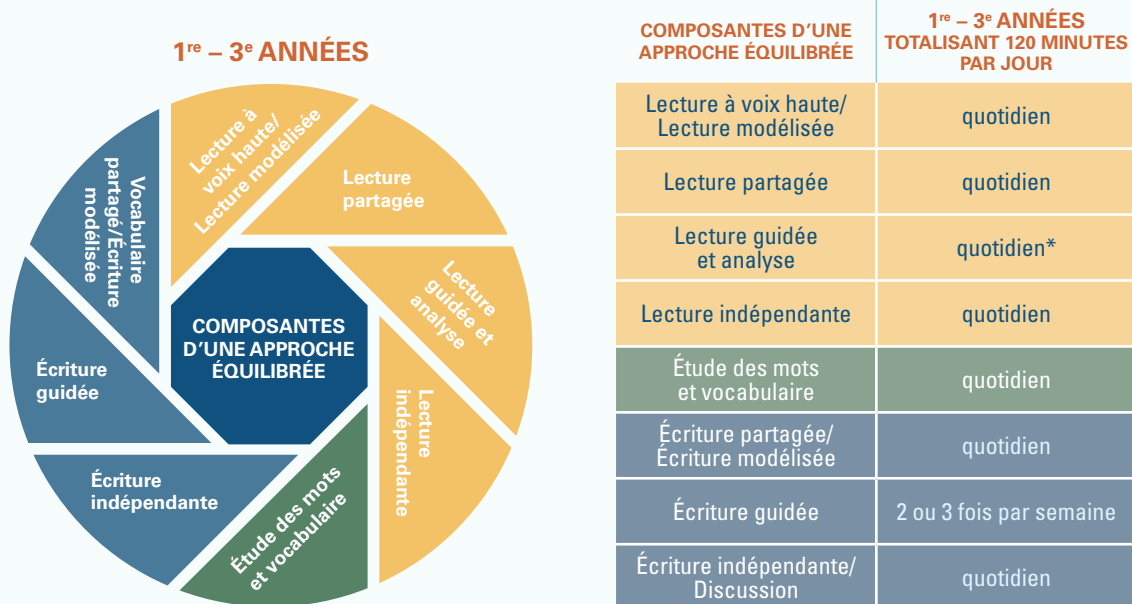 1re – 3e ANNÉES
Lecture à
voix haute/
Lecture modélisée
Lecture
partagée
Lecture
guidée et
analyse
Lecture
indépendante
Étude des mots
et vocabulaire
Écriture
indépendante
Écriture
guidée
Vocabulaire
partagé/Écriture
modélisée
COMPOSANTES
D'UNE APPROCHE
ÉQUILIBRÉE
COMPOSANTES D'UNE
APPROCHE ÉQUILIBRÉE
1re – 3e ANNÉES
TOTALISANT 120 MINUTES
PAR JOUR
Lecture à voix haute/
Lecture modélisée
quotidien
Lecture partagée
quotidien
Lecture guidée
et analyse
quotidien*
Lecture indépendante
quotidien
Étude des mots
et vocabulaire
quotidien
Écriture partagée/
Écriture modélisée
quotidien
Écriture guidée
2 ou 3 fois par semaine
Écriture indépendante/
Discussion
quotidien